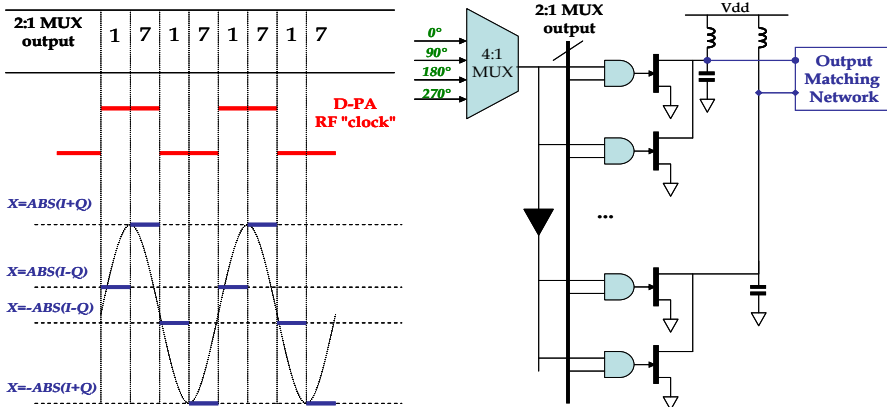 2:1 MUX
output
1 7 1 7 1 7 1 7
D-PA
RF "clock"
X=ABS(I+Q)
X=ABS(I-Q)
X=-ABS(I-Q)
X=-ABS(I+Q)
0°
90°
180°
270°
4:1
MUX
2:1 MUX
output
...
Vdd
Output
Matching
Network